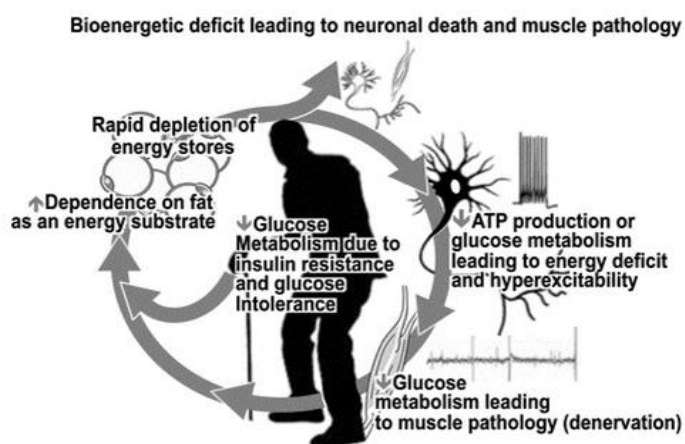 Bioenergetic deficit leading to neuronal death and muscle pathology
Rapid depletion of
energy stores
↑Dependence on fat
as an energy substrate
↓Glucose
Metabolism due to
insulin resistance
and glucose
Intolerance
↓ATP production or
glucose metabolism
leading to energy deficit
and hyperexcitability
↓Glucose
metabolism leading
to muscle pathology (denervation)